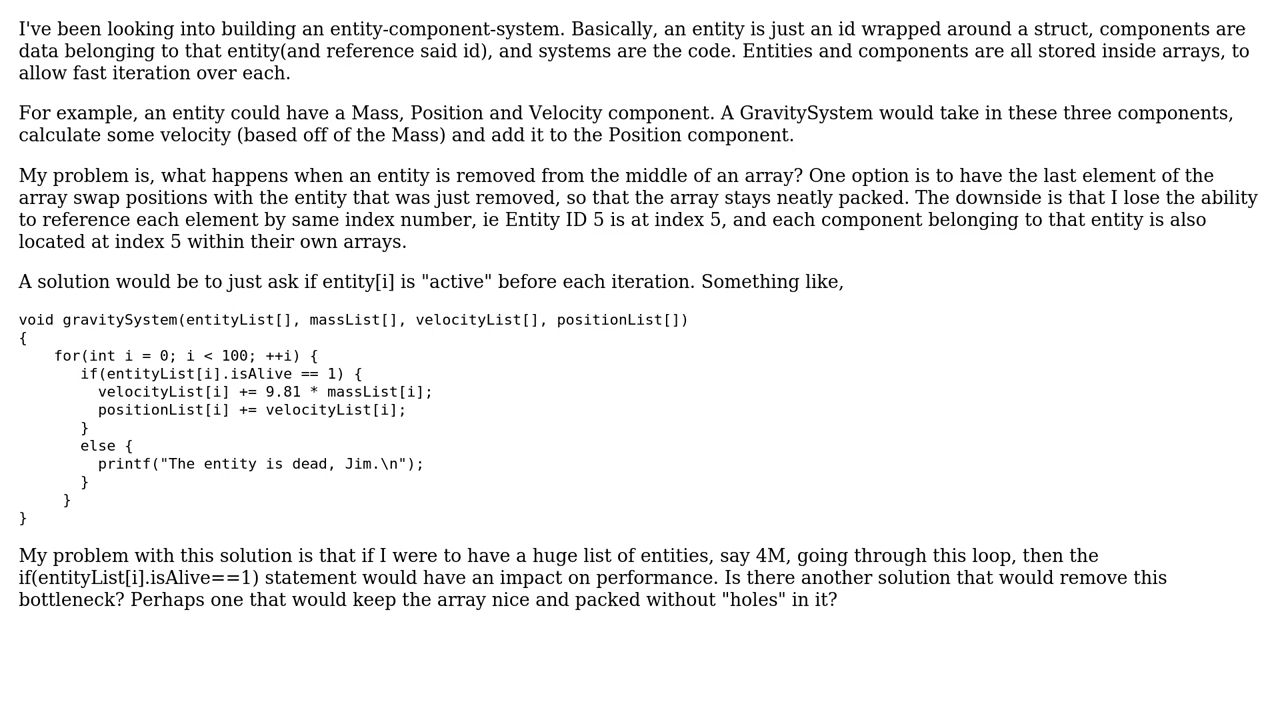 I've been looking into building an entity-component-system. Basically, an entity is just an id wrapped around a struct, components are
data belonging to that entity(and reference said id), and systems are the code. Entities and components are all stored inside arrays, to
allow fast iteration over each.
For example, an entity could have a Mass, Position and Velocity component. A GravitySystem would take in these three components,
calculate some velocity (based off of the Mass) and add it to the Position component.
My problem is, what happens when an entity is removed from the middle of an array? One option is to have the last element of the
array swap positions with the entity that was just removed, so that the array stays neatly packed. The downside is that I lose the ability
to reference each element by same index number, ie Entity ID 5 is at index 5, and each component belonging to that entity is also
located at index 5 within their own arrays.
A solution would be to just ask if entity[i] is "active" before each iteration. Something like,
void gravitySystem(entityList[], massList[], velocityList[], positionList[])
{
    for(int i = 0; i < 100; ++i) {
       if(entityList[i].isAlive == 1) {
         velocityList[i] += 9.81 * massList[i];
         positionList[i] += velocityList[i];
       }
       else {
         printf("The entity is dead, Jim.\n");
       }
     }
}
My problem with this solution is that if I were to have a huge list of entities, say 4M, going through this loop, then the
if(entityList[i].isAlive==1) statement would have an impact on performance. Is there another solution that would remove this
bottleneck? Perhaps one that would keep the array nice and packed without "holes" in it?